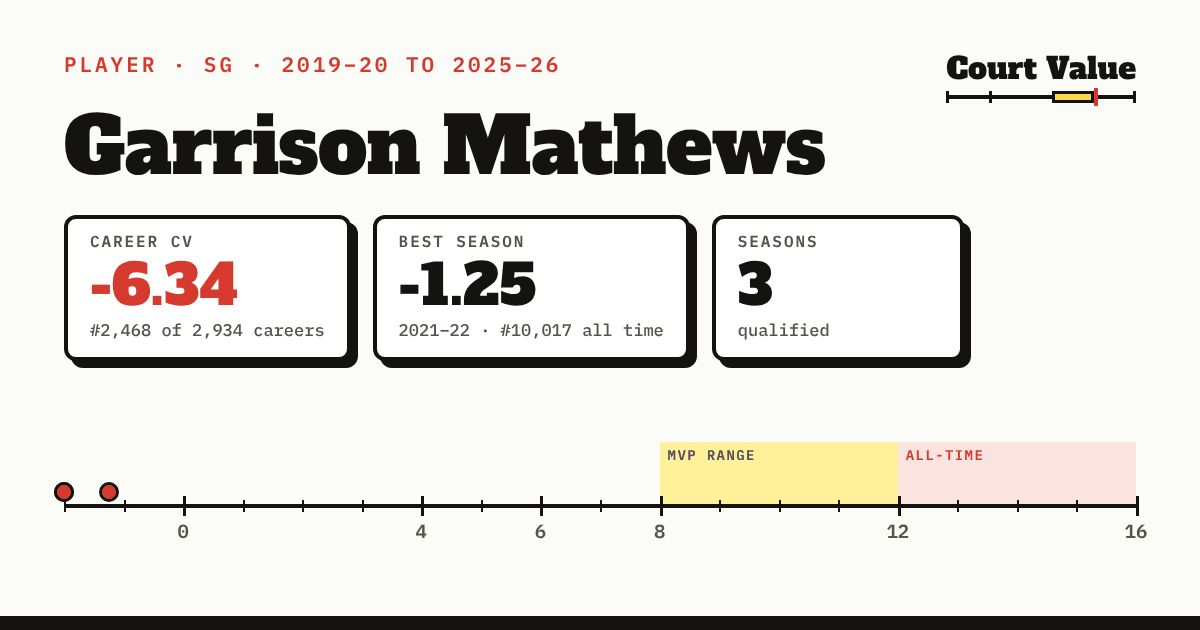 PLAYER · SG · 2019–20 TO 2025–26
Court Value
Garrison Mathews
CAREER CV
-6.34
#2,468 of 2,934 careers
BEST SEASON
-1.25
2021–22 · #10,017 all time
SEASONS
3
qualified
MVP RANGE
ALL-TIME
0 4 6 8 12 16